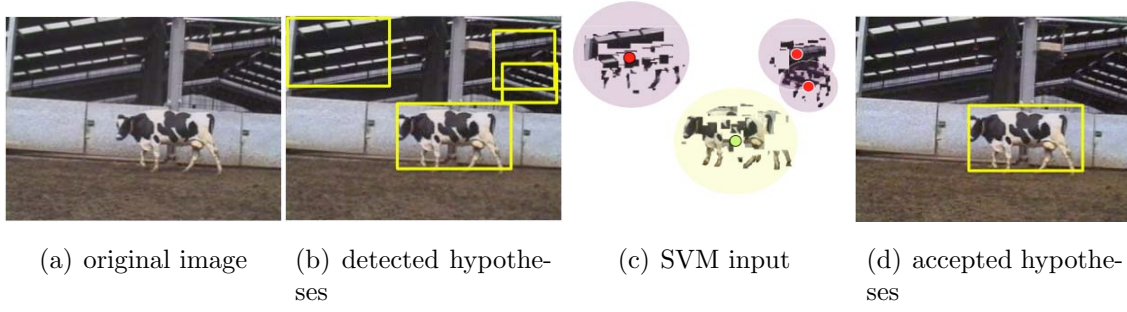 (a) original image
(b) detected hypothe-
ses
(c) SVM input
(d) accepted hypothe-
ses